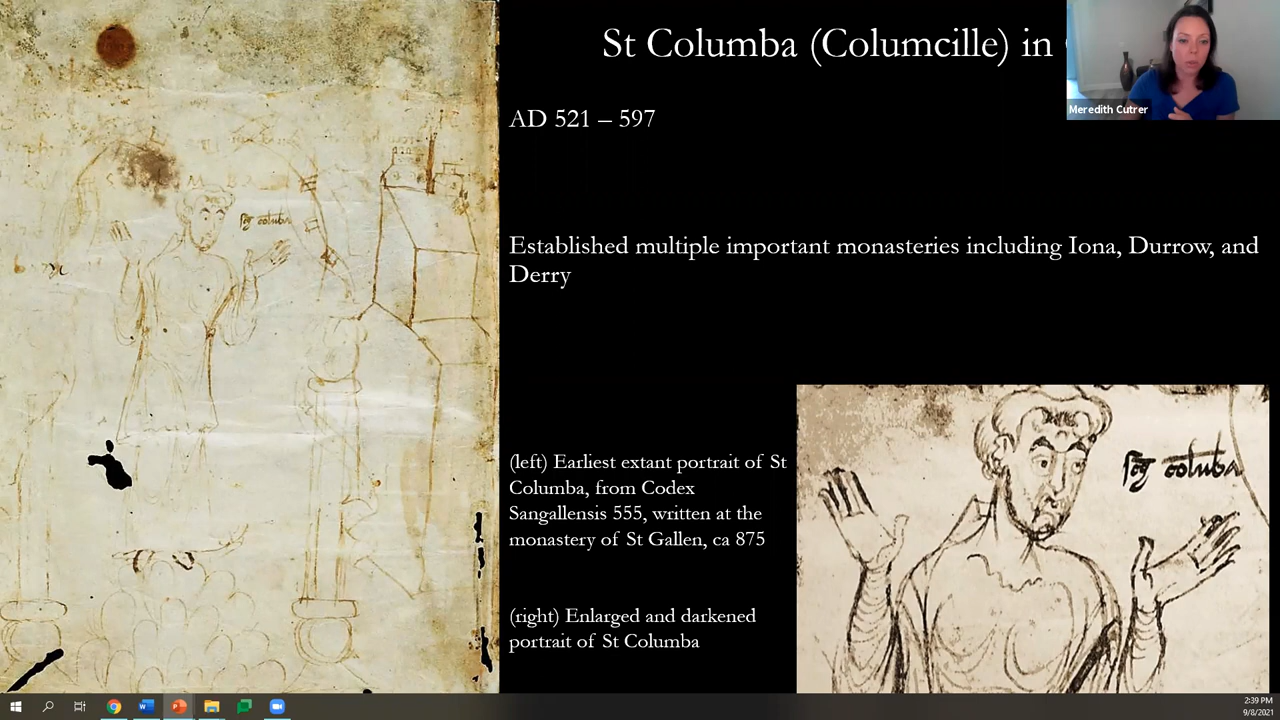 St Columba (Columcille) in
Meredith Cutrer
AD 521 – 597
Established multiple important monasteries including Iona, Durrow, and
Derry
(left) Earliest extant portrait of St
Columba, from Codex
Sangallensis 555, written at the
monastery of St Gallen, ca 875
(right) Enlarged and darkened
portrait of St Columba
2:39 PM
9/8/2021